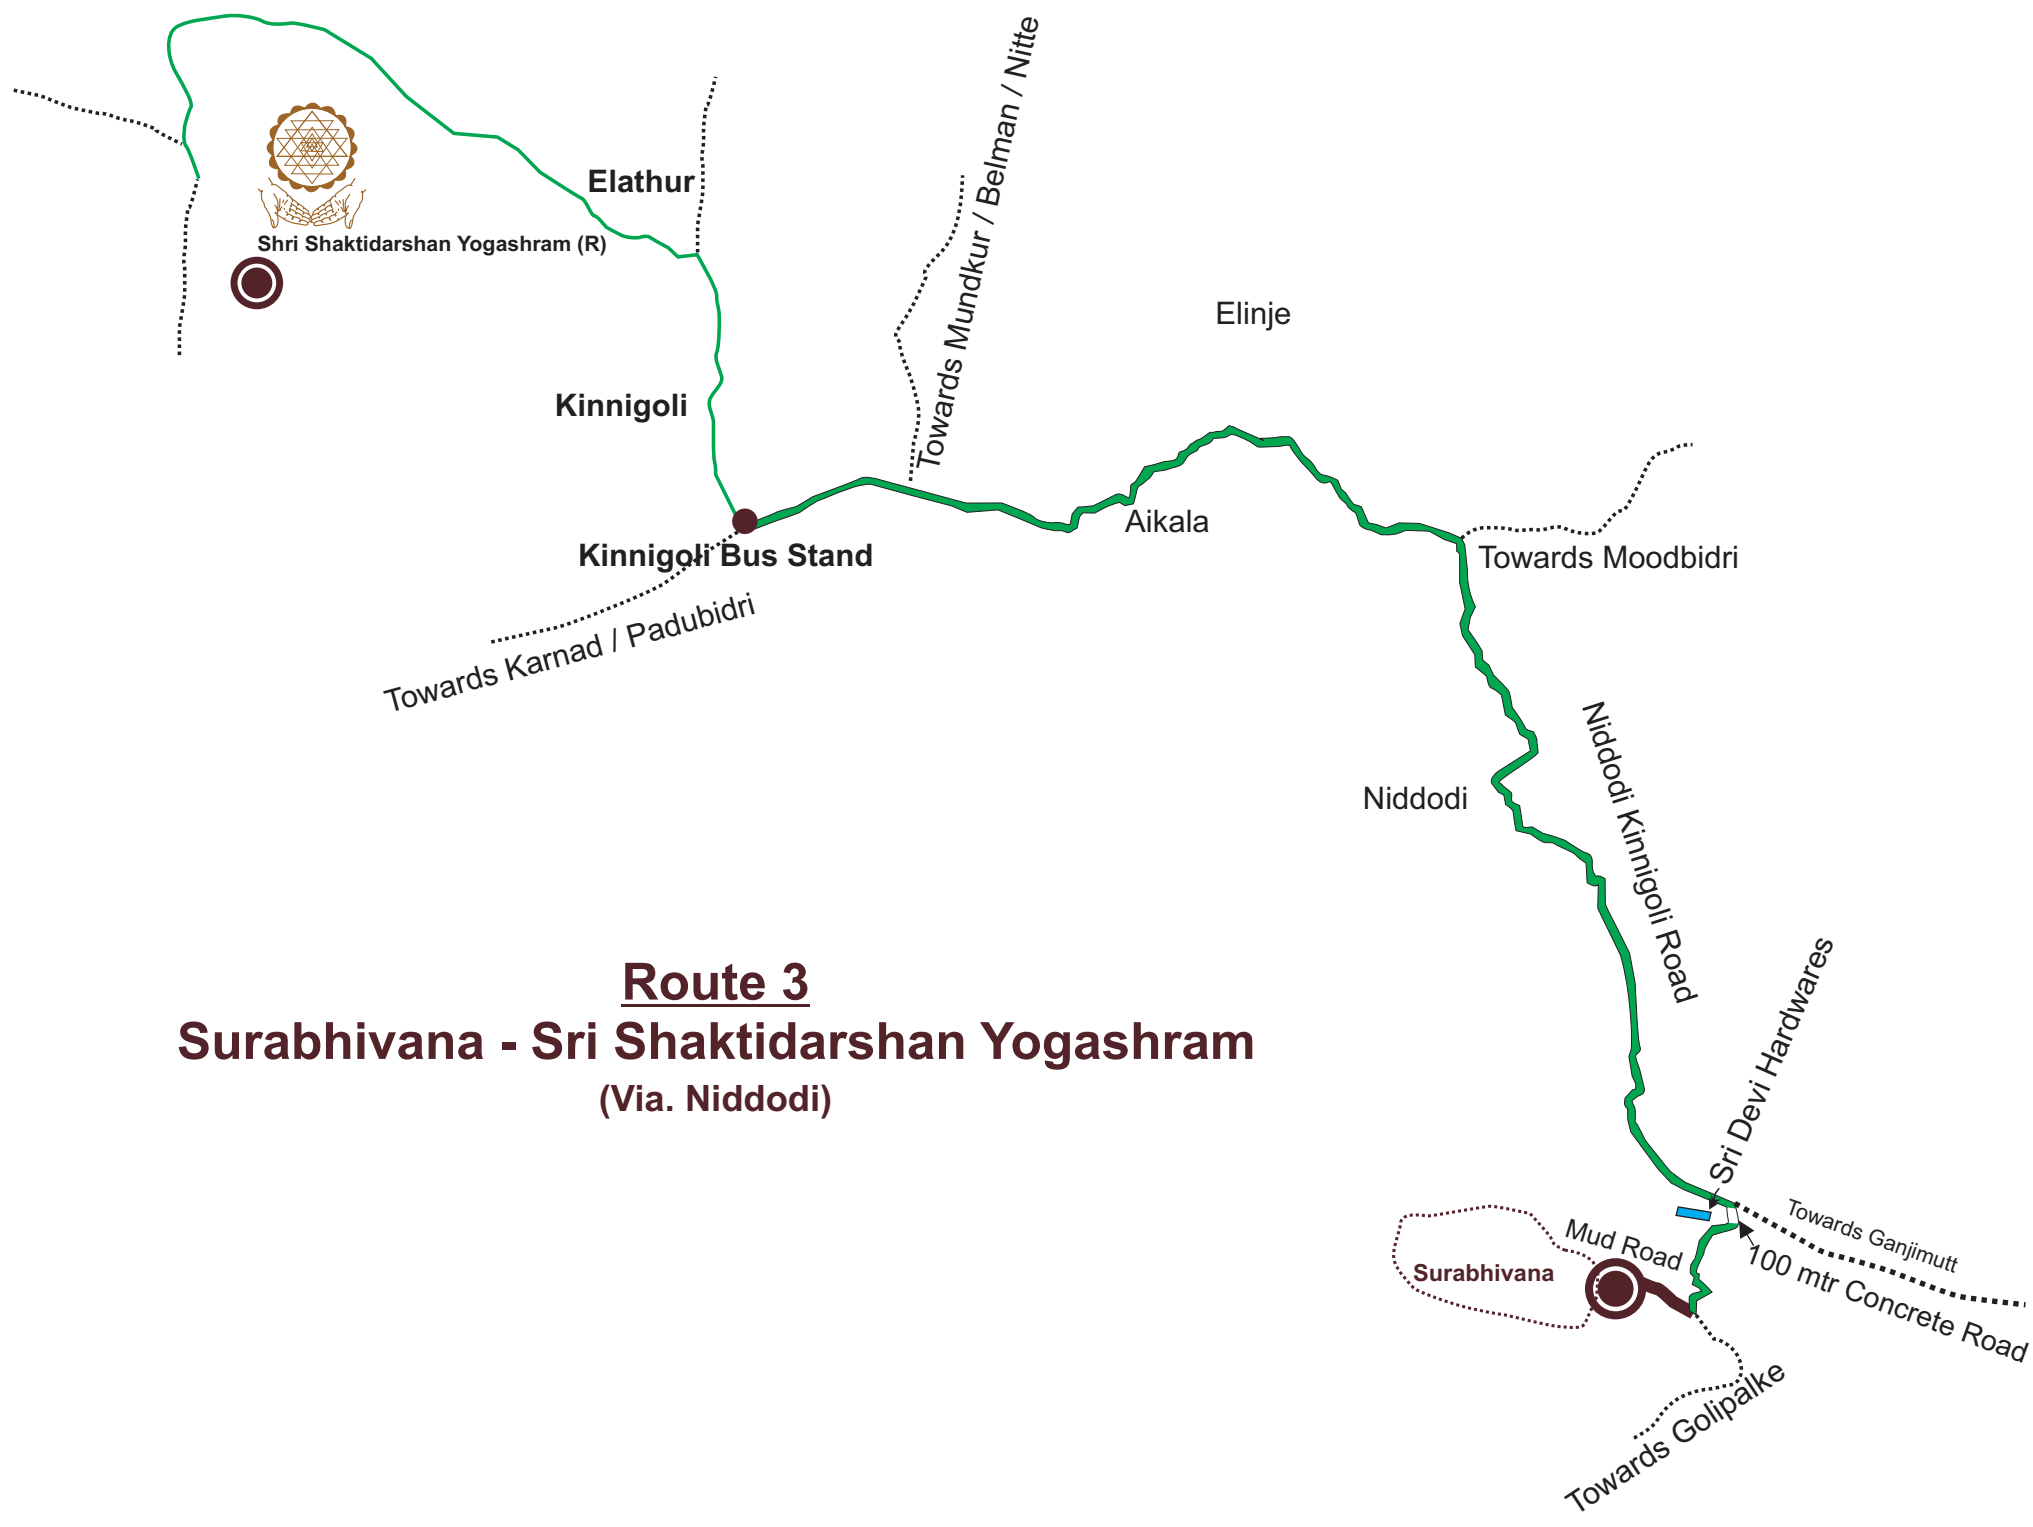 Elathur
Shri Shaktidarshan Yogashram (R)
Towards Mundkur / Belman / Nitte
Elinje
Kinnigoli
Aikala
Kinnigoli Bus Stand
Towards Moodbidri
Towards Karnad / Padubidri
Niddodi
Niddodi Kinnigoli Road
Route 3
Surabhivana - Sri Shaktidarshan Yogashram
(Via. Niddodi)
Sri Devi Hardwares
Towards Ganjimutt
Mud Road
100 mtr Concrete Road
Surabhivana
Towards Golipalke